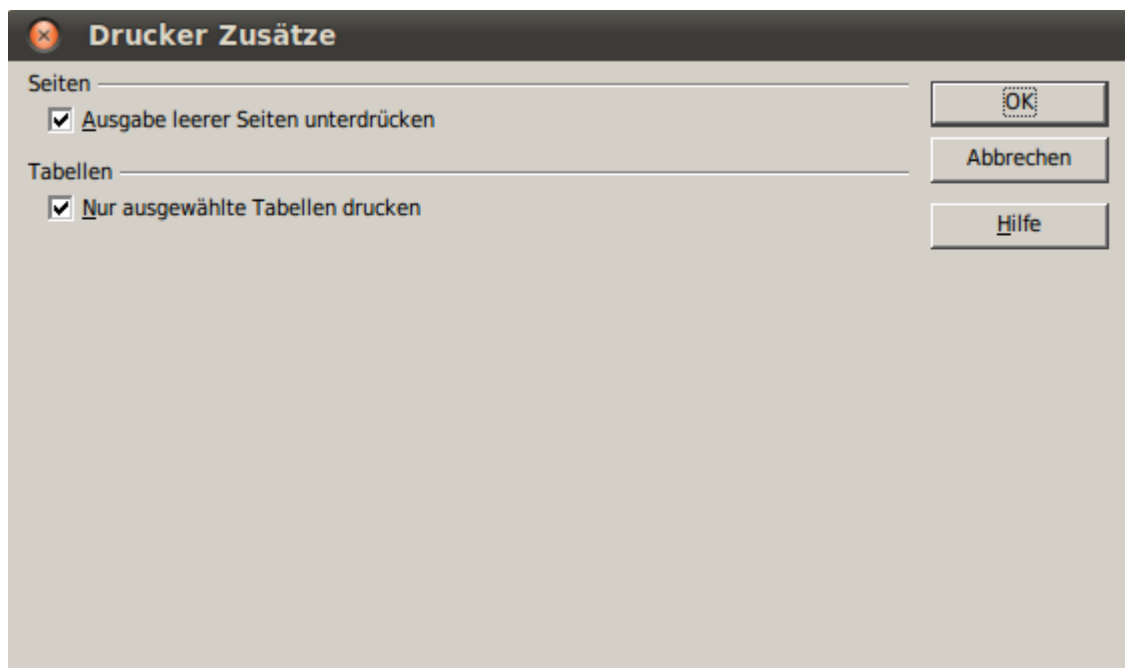 Drucker Zusätze
Seiten
Ausgabe leerer Seiten unterdrücken
Tabellen
Nur ausgewählte Tabellen drucken
OK
Abbrechen
Hilfe